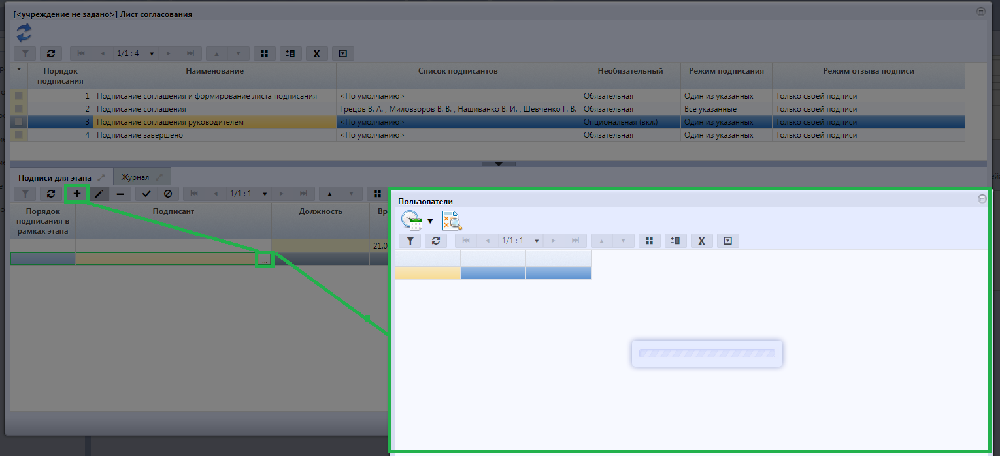 [<учреждение не задано>] Лист согласования
1/1 : 4
X
* Порядок подписания Наименование Список подписантов Необязательный Режим подписания Режим отзыва подписи
1 Подписание соглашения и формирование листа подписания <По умолчанию> Обязательная Один из указанных Только своей подписи
2 Подписание соглашения Грецов В. А. , Миловзоров В. В. , Нашиванко В. И. , Шевченко Г. В. Обязательная Все указанные Только своей подписи
3 Подписание соглашения руководителем <По умолчанию> Опциональная (вкл.) Один из указанных Только своей подписи
4 Подписание завершено <По умолчанию> Обязательная Один из указанных Только своей подписи
Подписи для этапа Журнал
1/1 : 1
Порядок подписания в рамках этапа Подписант Должность Вр
21.0
...
Пользователи
1/1 : 1
X